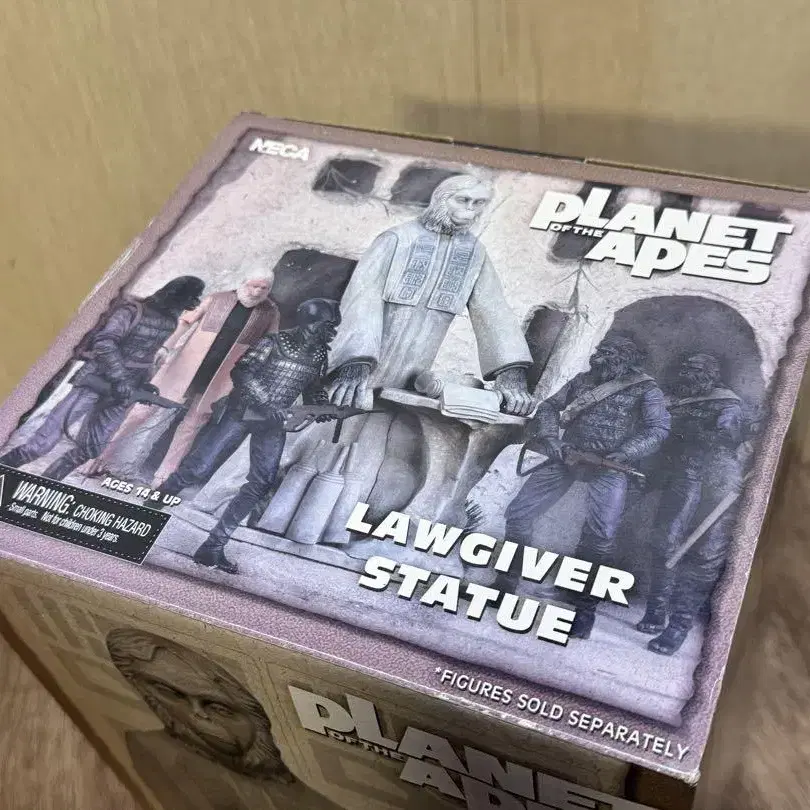 NECA
PLANET
OF THE
APES
AGES 14 & UP
WARNING: CHOKING HAZARD
-Small parts. Not for children under 3 years.
LAWGIVER
STATUE
*FIGURES SOLD SEPARATELY
PLANET
OF THE